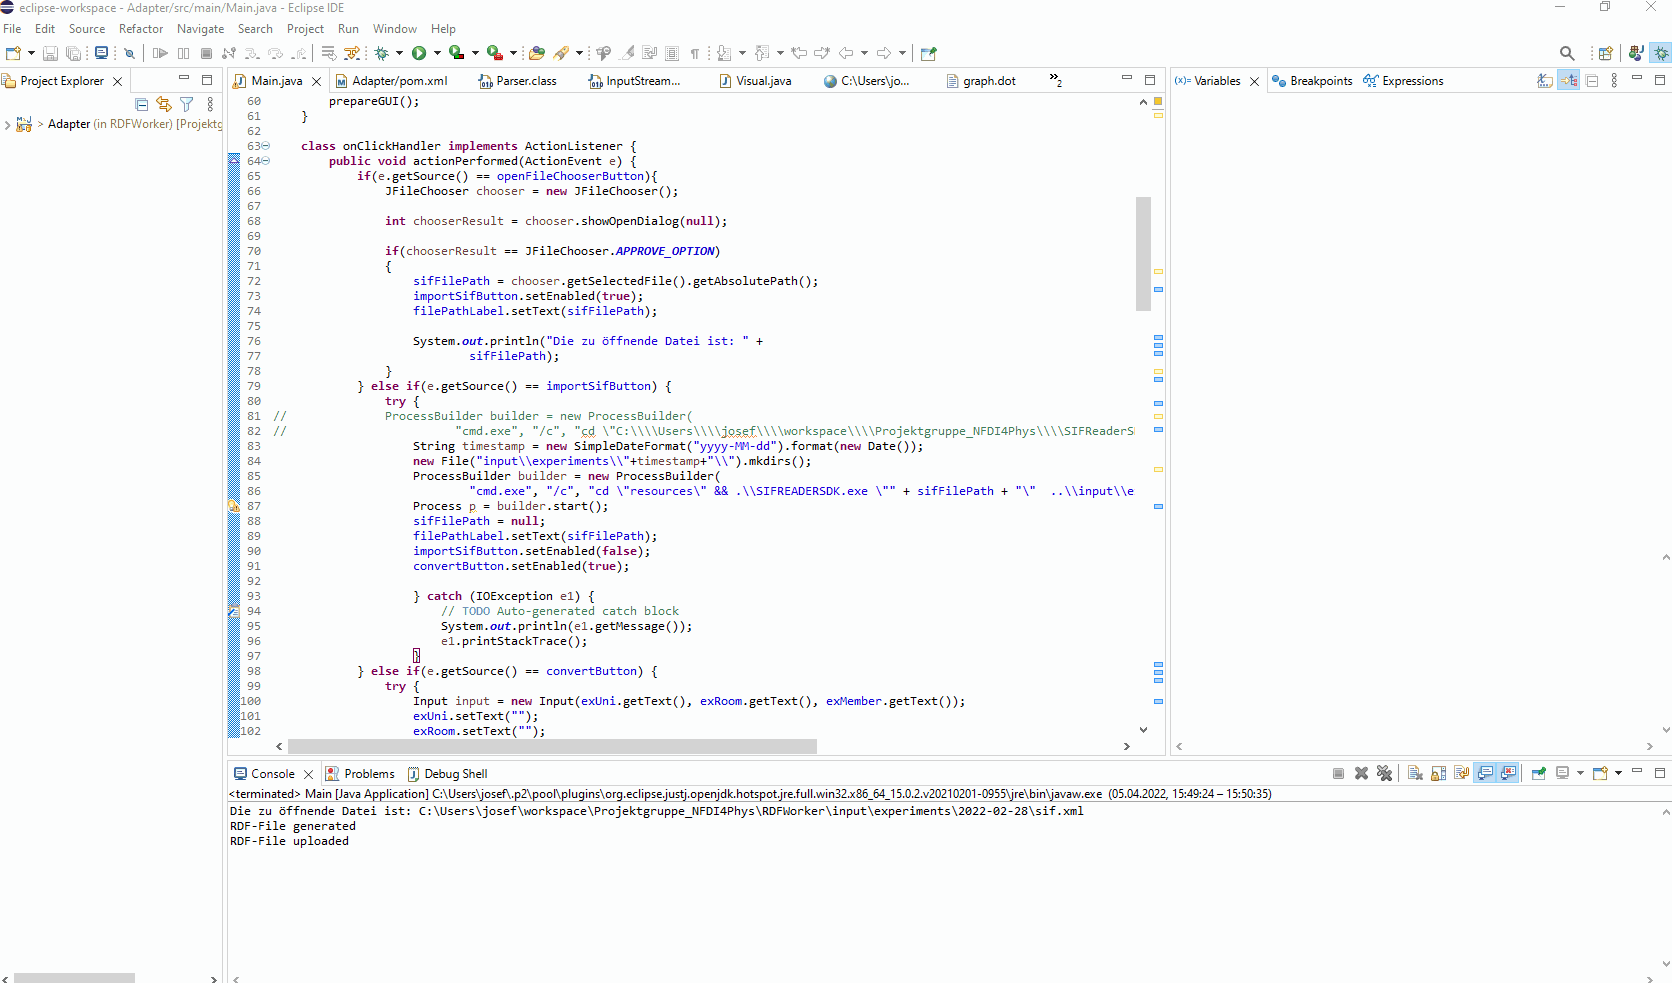 eclipse-workspace - Adapter/src/main/Main.java - Eclipse IDE
File Edit Source Refactor Navigate Search Project Run Window Help
Project Explorer
Main.java Adapter/pom.xml Parser.class InputStream... Visual.java C:\Users\jo... graph.dot »2
(x)= Variables Breakpoints Expressions
> Adapter (in RDFWorker) [Projektg
60 prepareGUI();
61 }
62
63 class onClickHandler implements ActionListener {
64 public void actionPerformed(ActionEvent e) {
65 if(e.getSource() == openFileChooserButton){
66 JFileChooser chooser = new JFileChooser();
67
68 int chooserResult = chooser.showOpenDialog(null);
69
70 if(chooserResult == JFileChooser.APPROVE_OPTION)
71 {
72 sifFilePath = chooser.getSelectedFile().getAbsolutePath();
73 importSifButton.setEnabled(true);
74 filePathLabel.setText(sifFilePath);
75
76 System.out.println("Die zu öffnende Datei ist: " +
77 sifFilePath);
78 }
79 } else if(e.getSource() == importSifButton) {
80 try {
81 // ProcessBuilder builder = new ProcessBuilder(
82 // "cmd.exe", "/c", "cd \"C:\\\\Users\\\\josef\\\\workspace\\\\Projektgruppe_NFDI4Phys\\\\SIFReaderS
83 String timestamp = new SimpleDateFormat("yyyy-MM-dd").format(new Date());
84 new File("input\\experiments\\"+timestamp+"\\").mkdirs();
85 ProcessBuilder builder = new ProcessBuilder(
86 "cmd.exe", "/c", "cd \"resources\" && .\\SIFREADERSDK.exe \"" + sifFilePath + "\"  ..\\input\\e
87 Process p = builder.start();
88 sifFilePath = null;
89 filePathLabel.setText(sifFilePath);
90 importSifButton.setEnabled(false);
91 convertButton.setEnabled(true);
92
93 } catch (IOException e1) {
94 // TODO Auto-generated catch block
95 System.out.println(e1.getMessage());
96 e1.printStackTrace();
97 }
98 } else if(e.getSource() == convertButton) {
99 try {
100 Input input = new Input(exUni.getText(), exRoom.getText(), exMember.getText());
101 exUni.setText("");
102 exRoom.setText("");
Console Problems Debug Shell
<terminated> Main [Java Application] C:\Users\josef\.p2\pool\plugins\org.eclipse.justj.openjdk.hotspot.jre.full.win32.x86_64_15.0.2.v20210201-0955\jre\bin\javaw.exe (05.04.2022, 15:49:24 – 15:50:35)
Die zu öffnende Datei ist: C:\Users\josef\workspace\Projektgruppe_NFDI4Phys\RDFWorker\input\experiments\2022-02-28\sif.xml
RDF-File generated
RDF-File uploaded